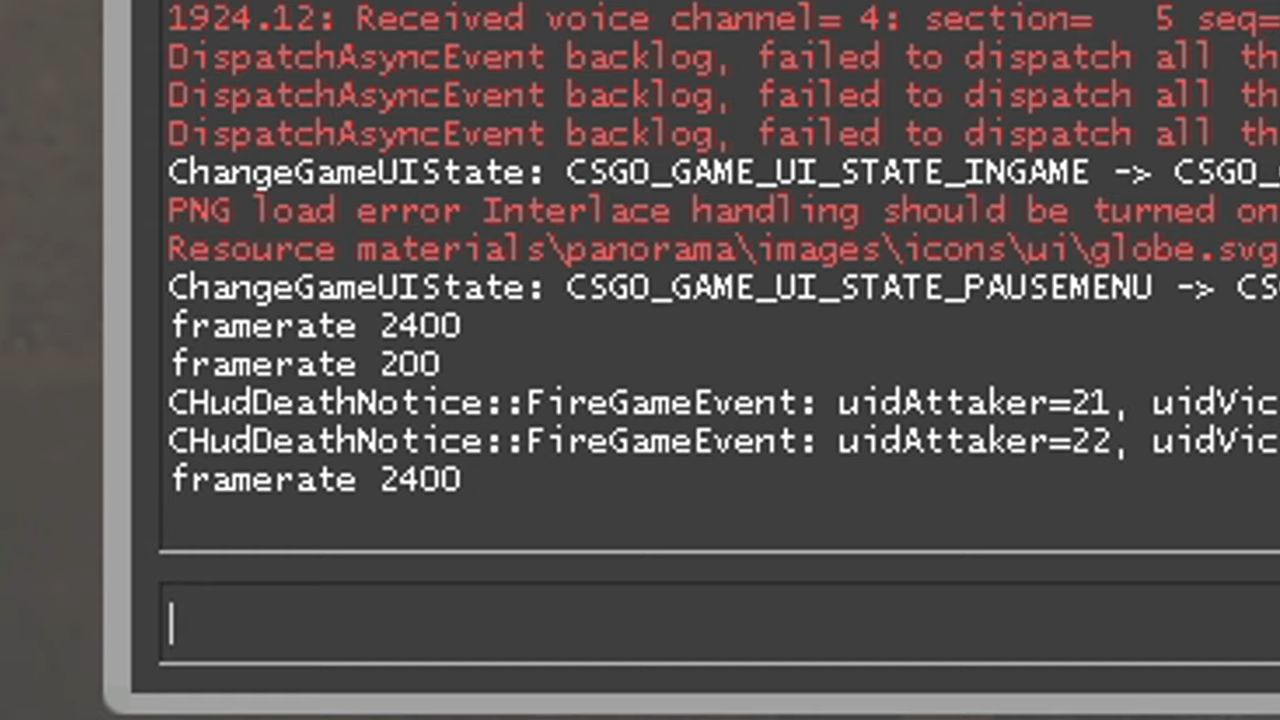 1924.12: Received voice channel= 4: section=   5 seq=
DispatchAsyncEvent backlog, failed to dispatch all th
DispatchAsyncEvent backlog, failed to dispatch all th
DispatchAsyncEvent backlog, failed to dispatch all th
ChangeGameUIState: CSGO_GAME_UI_STATE_INGAME -> CSGO_
PNG load error Interlace handling should be turned on
Resource materials\panorama\images\icons\ui\globe.svg
ChangeGameUIState: CSGO_GAME_UI_STATE_PAUSEMENU -> CS
framerate 2400
framerate 200
CHudDeathNotice::FireGameEvent: uidAttaker=21, uidVic
CHudDeathNotice::FireGameEvent: uidAttaker=22, uidVic
framerate 2400